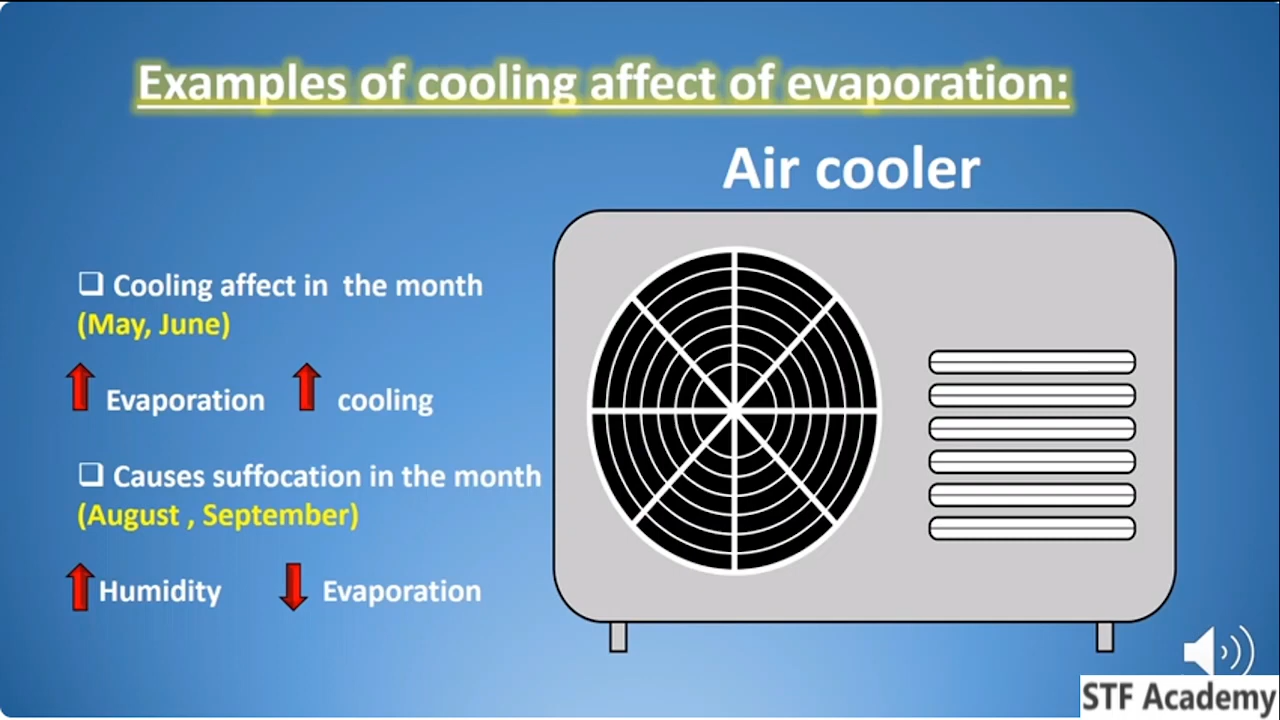 Examples of cooling affect of evaporation:
Air cooler
❑ Cooling affect in the month
(May, June)
Evaporation cooling
❑ Causes suffocation in the month
(August , September)
Humidity Evaporation
STF Academy